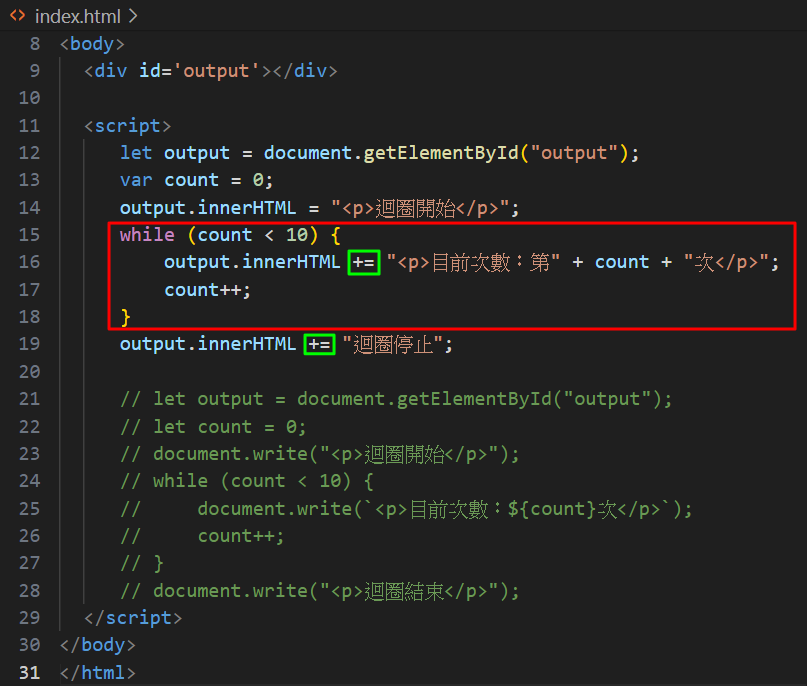 index.html
8 <body>
9 <div id='output'></div>
10
11 <script>
12 let output = document.getElementById("output");
13 var count = 0;
14 output.innerHTML = "<p>迴圈開始</p>";
15 while (count < 10) {
16 output.innerHTML += "<p>目前次數：第" + count + "次</p>";
17 count++;
18 }
19 output.innerHTML += "迴圈停止";
20
21 // let output = document.getElementById("output");
22 // let count = 0;
23 // document.write("<p>迴圈開始</p>");
24 // while (count < 10) {
25 //     document.write(`<p>目前次數：${count}次</p>`);
26 //     count++;
27 // }
28 // document.write("<p>迴圈結束</p>");
29 </script>
30 </body>
31 </html>